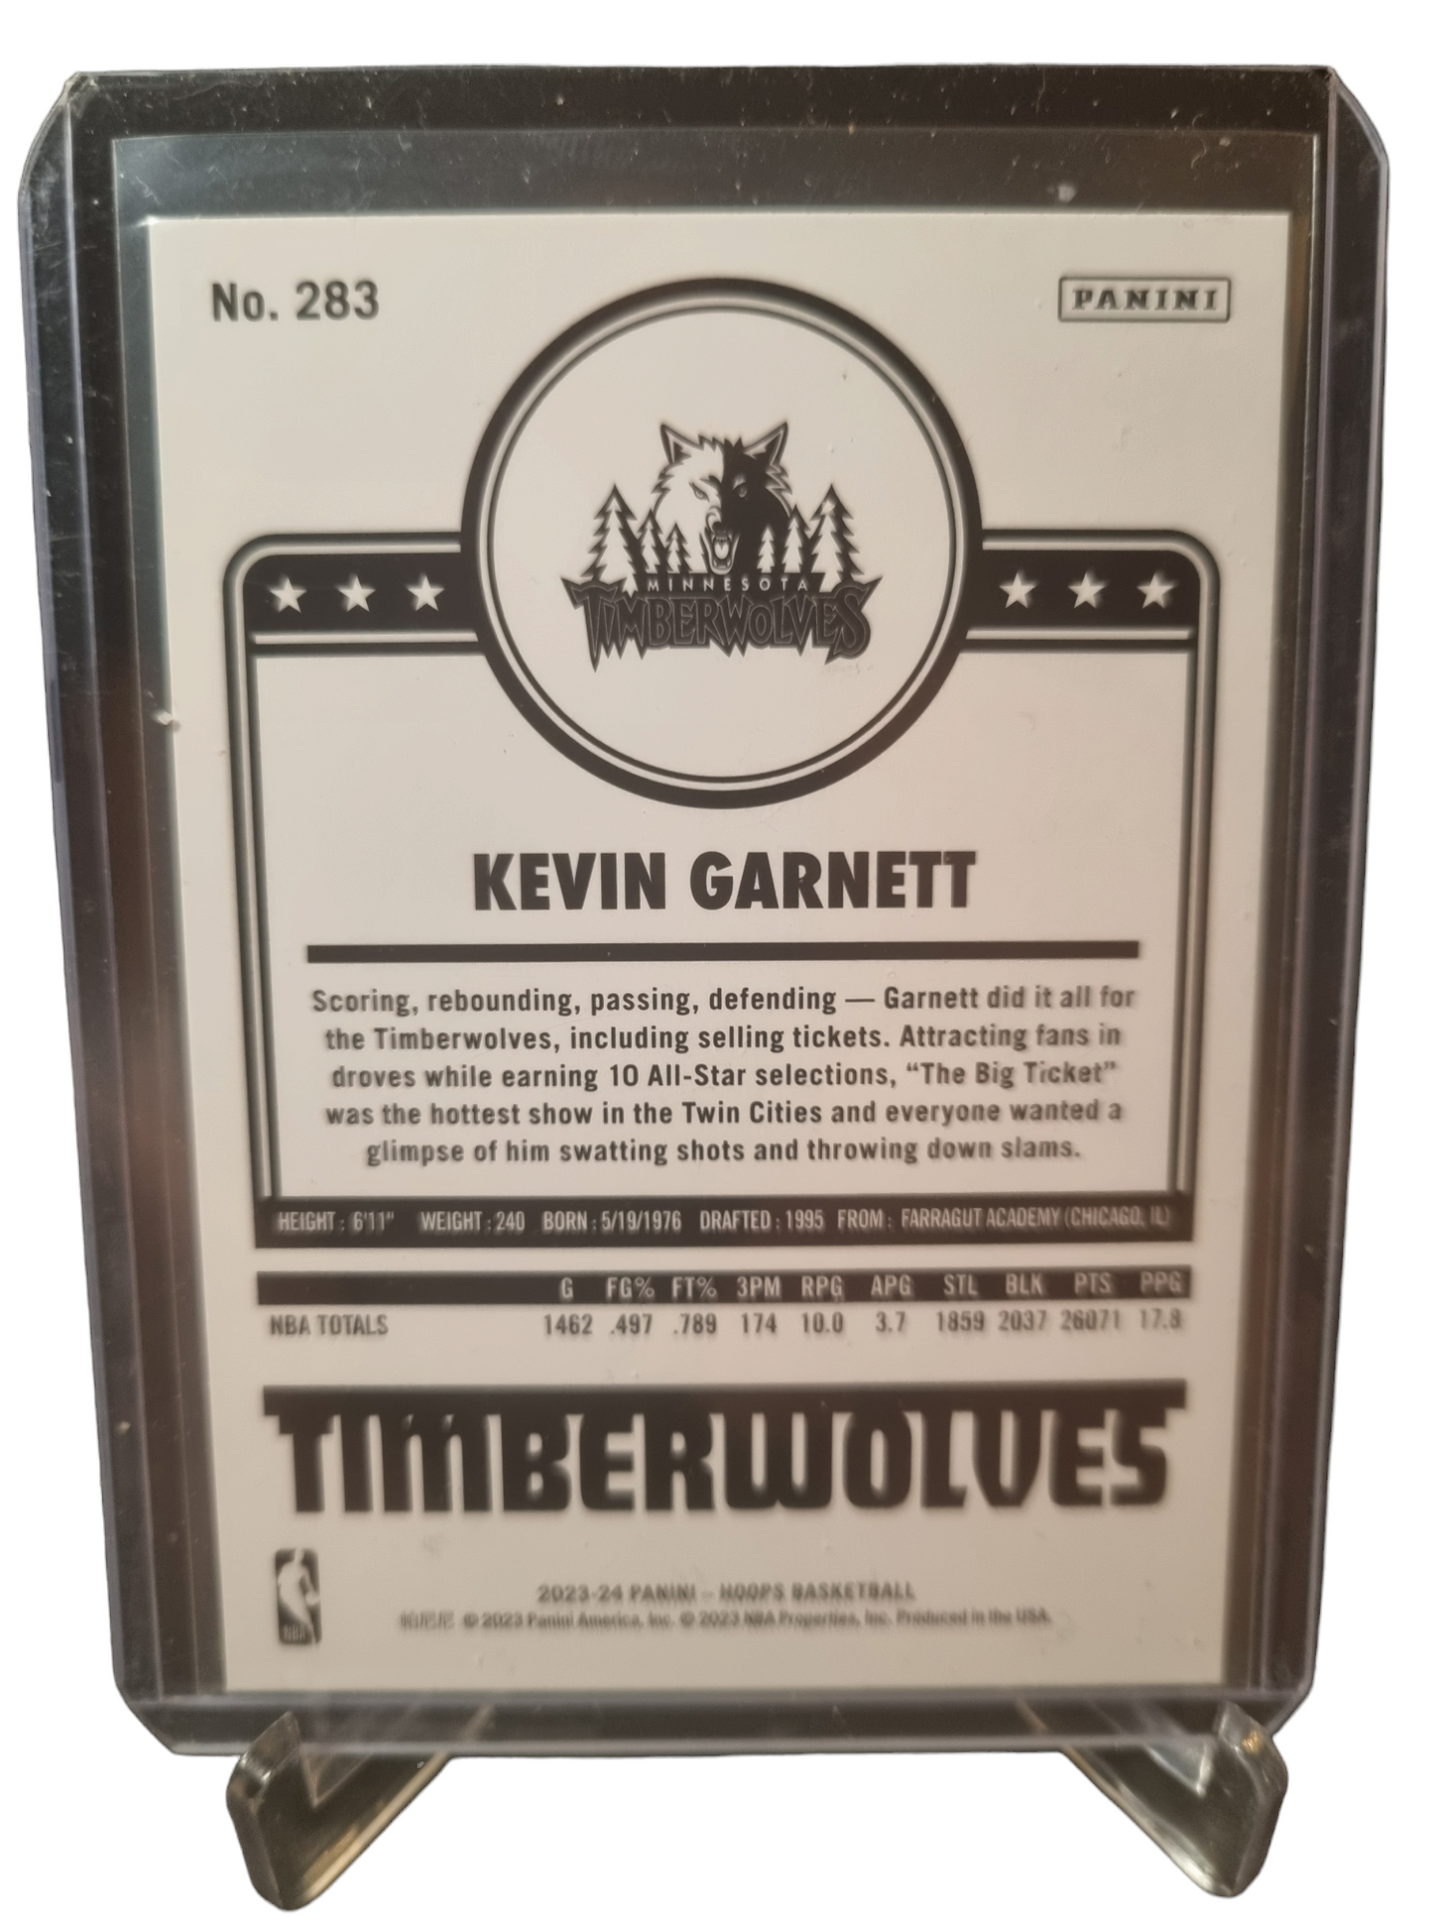 No. 283
PANINI
MINNESOTA
TIMBERWOLVES
KEVIN GARNETT
Scoring, rebounding, passing, defending — Garnett did it all for
the Timberwolves, including selling tickets. Attracting fans in
droves while earning 10 All-Star selections, “The Big Ticket”
was the hottest show in the Twin Cities and everyone wanted a
glimpse of him swatting shots and throwing down slams.
HEIGHT: 6'11" WEIGHT: 240 BORN: 5/19/1976 DRAFTED: 1995 FROM: FARRAGUT ACADEMY (CHICAGO, IL)
G FG% FT% 3PM RPG APG STL BLK PTS PPG
NBA TOTALS 1462 .497 .789 174 10.0 3.7 1859 2037 26071 17.8
TIMBERWOLVES
NBA
2023-24 PANINI – HOOPS BASKETBALL
© 2023 Panini America, Inc. © 2023 NBA Properties, Inc. Produced in the USA.